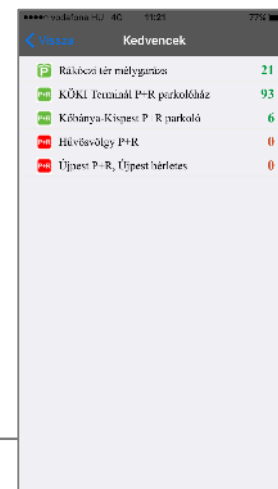 vodafone HU 4G 11:21 77%
Vissza Kedvencek
P Rákóczi tér mélygarázs 21
P+R KÖKI Terminál P+R parkolóház 93
P+R Kőbánya-Kispest P+R parkoló 6
P+R Hűvösvölgy P+R 0
P+R Újpest P+R, Újpest bérletes 0